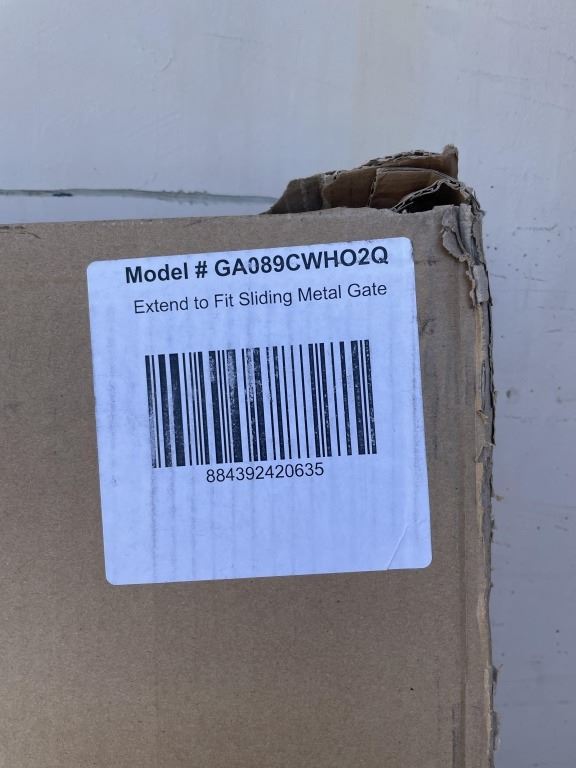 Model # GA089CWHO2Q
Extend to Fit Sliding Metal Gate
884392420635